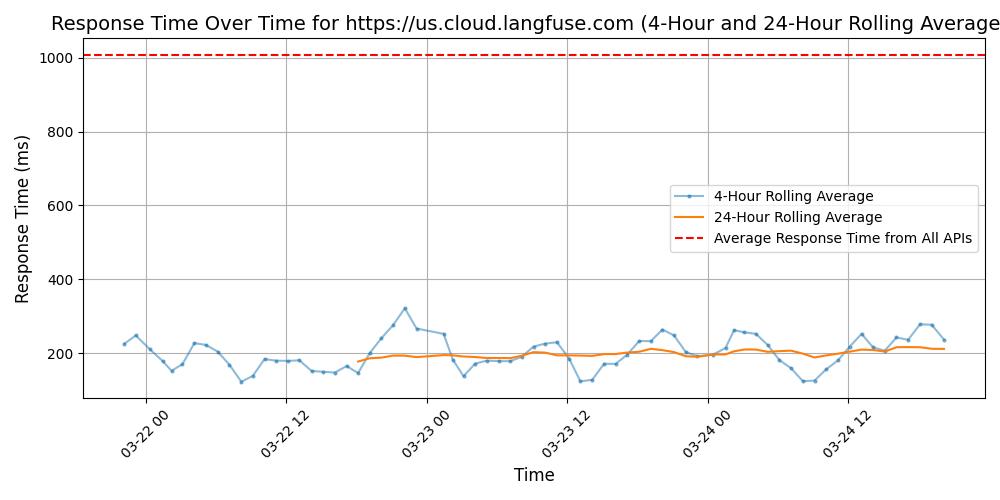 Response Time Over Time for https://us.cloud.langfuse.com (4-Hour and 24-Hour Rolling Average
1000
800
600
400
200
Response Time (ms)
4-Hour Rolling Average
24-Hour Rolling Average
Average Response Time from All APIs
03-22 00
03-22 12
03-23 00
03-23 12
03-24 00
03-24 12
Time